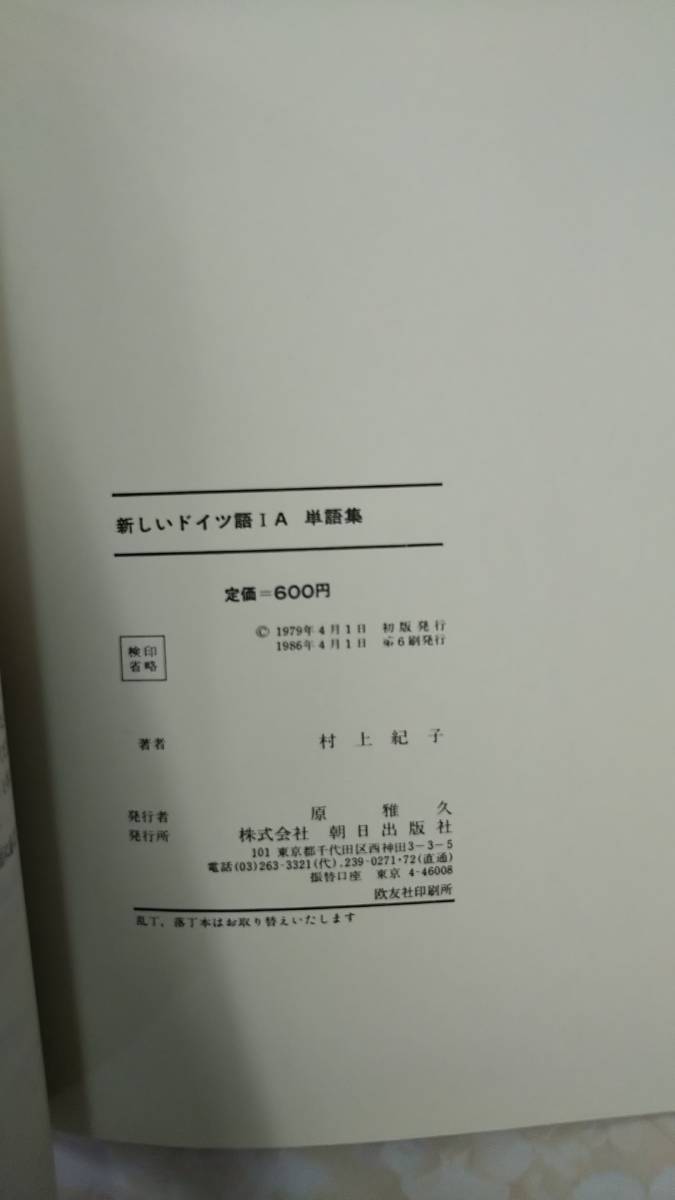 新しいドイツ語ⅠA 単語集
定価=600円
© 1979年4月1日 初版発行
1986年4月1日 第6刷発行
検印
省略
著者 村上紀子
発行者 原雅久
発行所 株式会社 朝日出版社
101 東京都千代田区西神田3-3-5
電話(03)263-3321(代).239-0271・72(直通)
振替口座 東京 4-46008
欧友社印刷所
乱丁,落丁本はお取り替えいたします